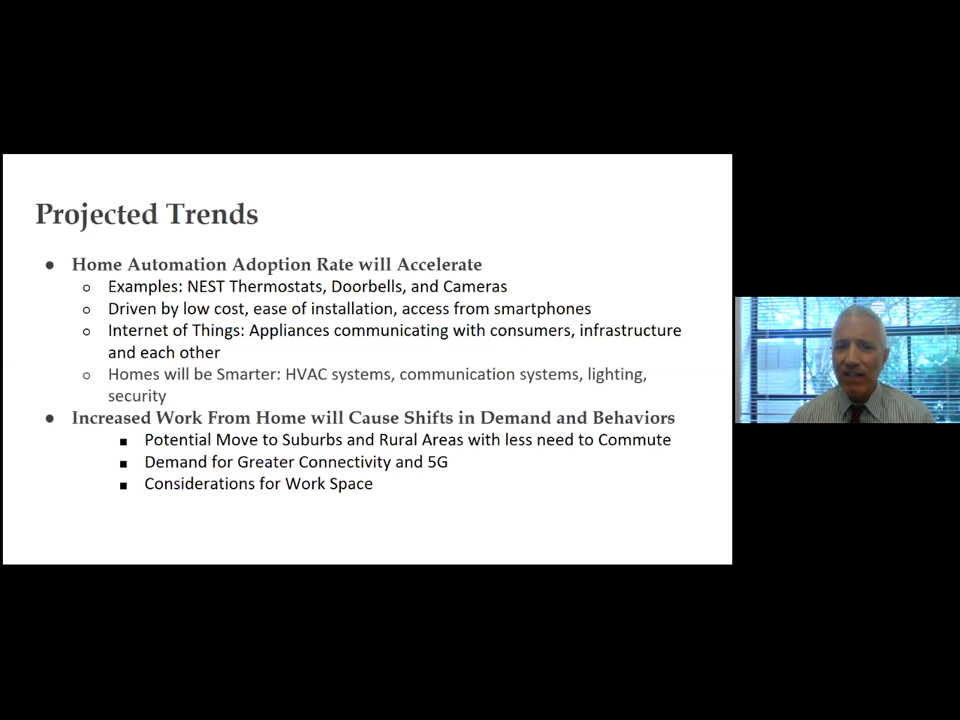 Projected Trends
● Home Automation Adoption Rate will Accelerate
○ Examples: NEST Thermostats, Doorbells, and Cameras
○ Driven by low cost, ease of installation, access from smartphones
○ Internet of Things: Appliances communicating with consumers, infrastructure
and each other
○ Homes will be Smarter: HVAC systems, communication systems, lighting,
security
● Increased Work From Home will Cause Shifts in Demand and Behaviors
■ Potential Move to Suburbs and Rural Areas with less need to Commute
■ Demand for Greater Connectivity and 5G
■ Considerations for Work Space